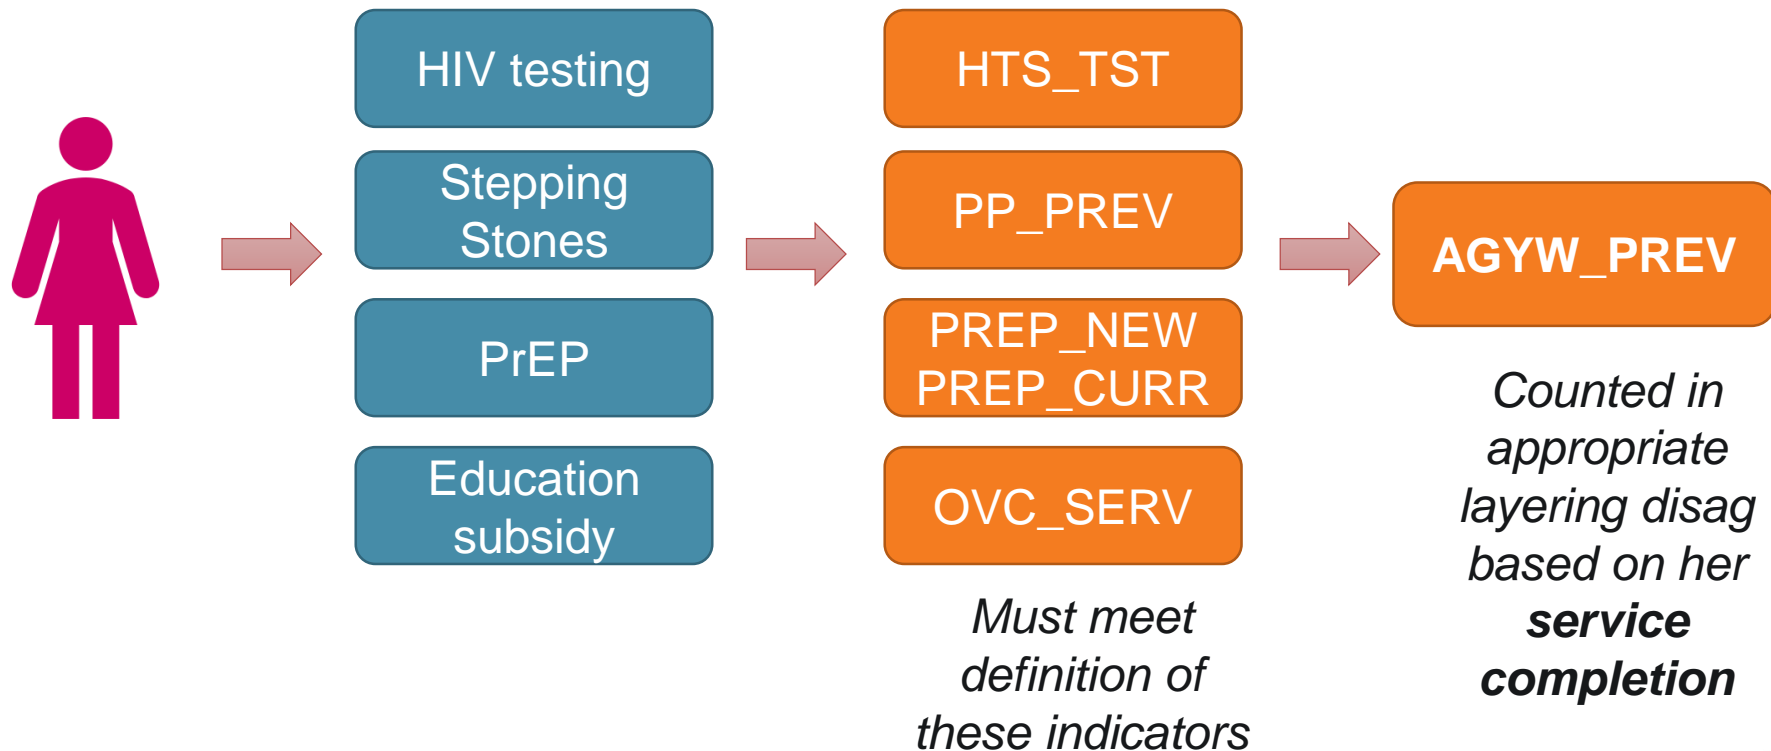 HIV testing
Stepping
Stones
PrEP
Education
subsidy
HTS_TST
PP_PREV
PREP_NEW
PREP_CURR
OVC_SERV
Must meet
definition of
these indicators
AGYW_PREV
Counted in
appropriate
layering disag
based on her
service
completion